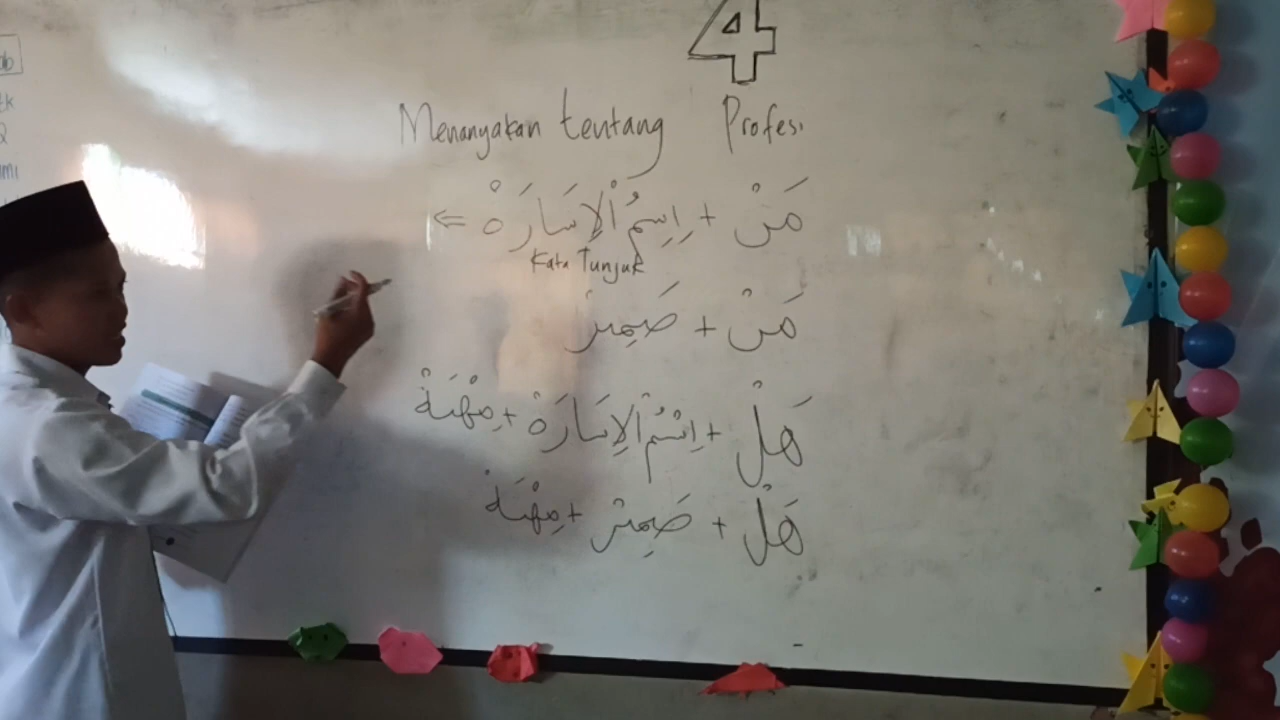 4
Menanyakan tentang Profesi
مَنْ + اِسِمُ الْإِسَارَةْ ⇐
Kata Tunjuk
مَنْ + ضَمِيرْ
هَلْ + اِسْمُ الْإِسَارَةْ + مِهْنَةْ
هَلْ + ضَمِيرْ + مِهْنَةْ